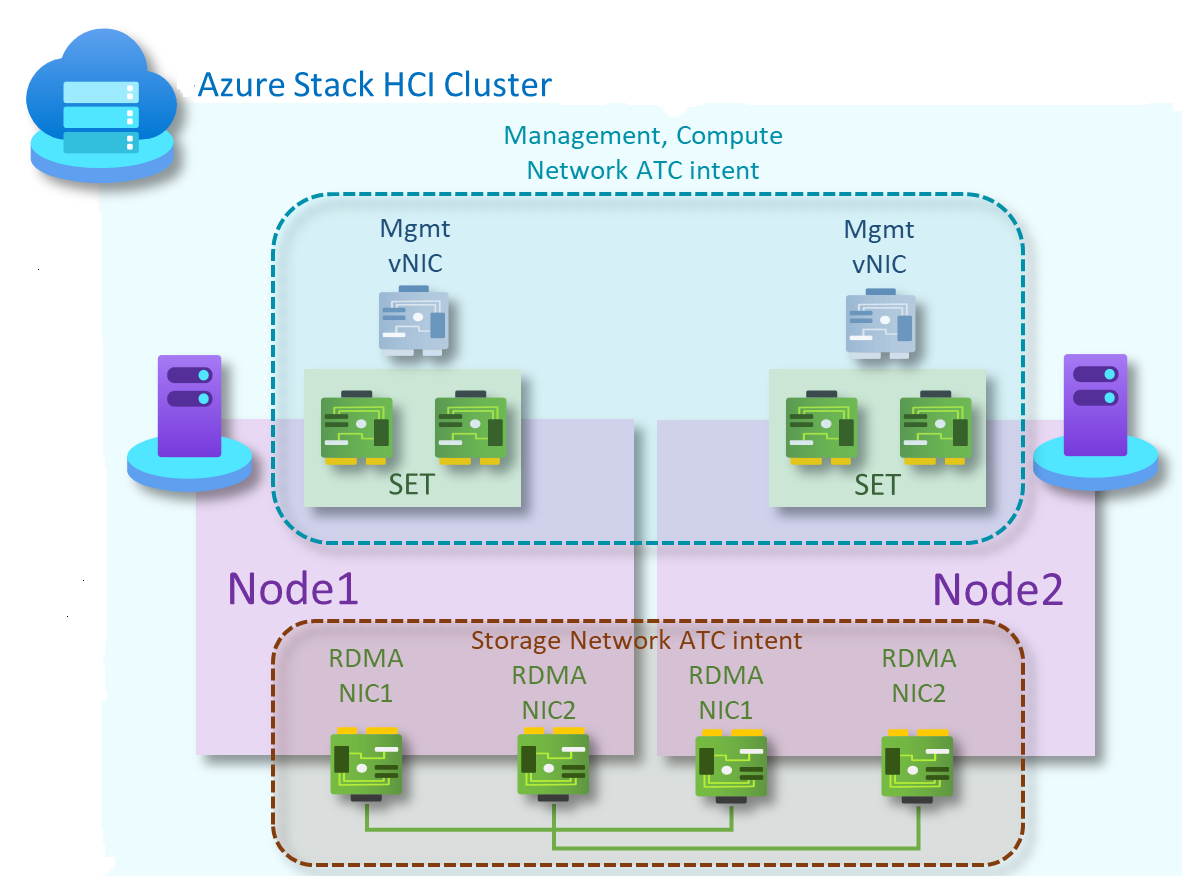 Azure Stack HCI Cluster
Management, Compute
Network ATC intent
Mgmt
vNIC
Mgmt
vNIC
SET
SET
Node1
Node2
Storage Network ATC intent
RDMA
NIC1
RDMA
NIC2
RDMA
NIC1
RDMA
NIC2